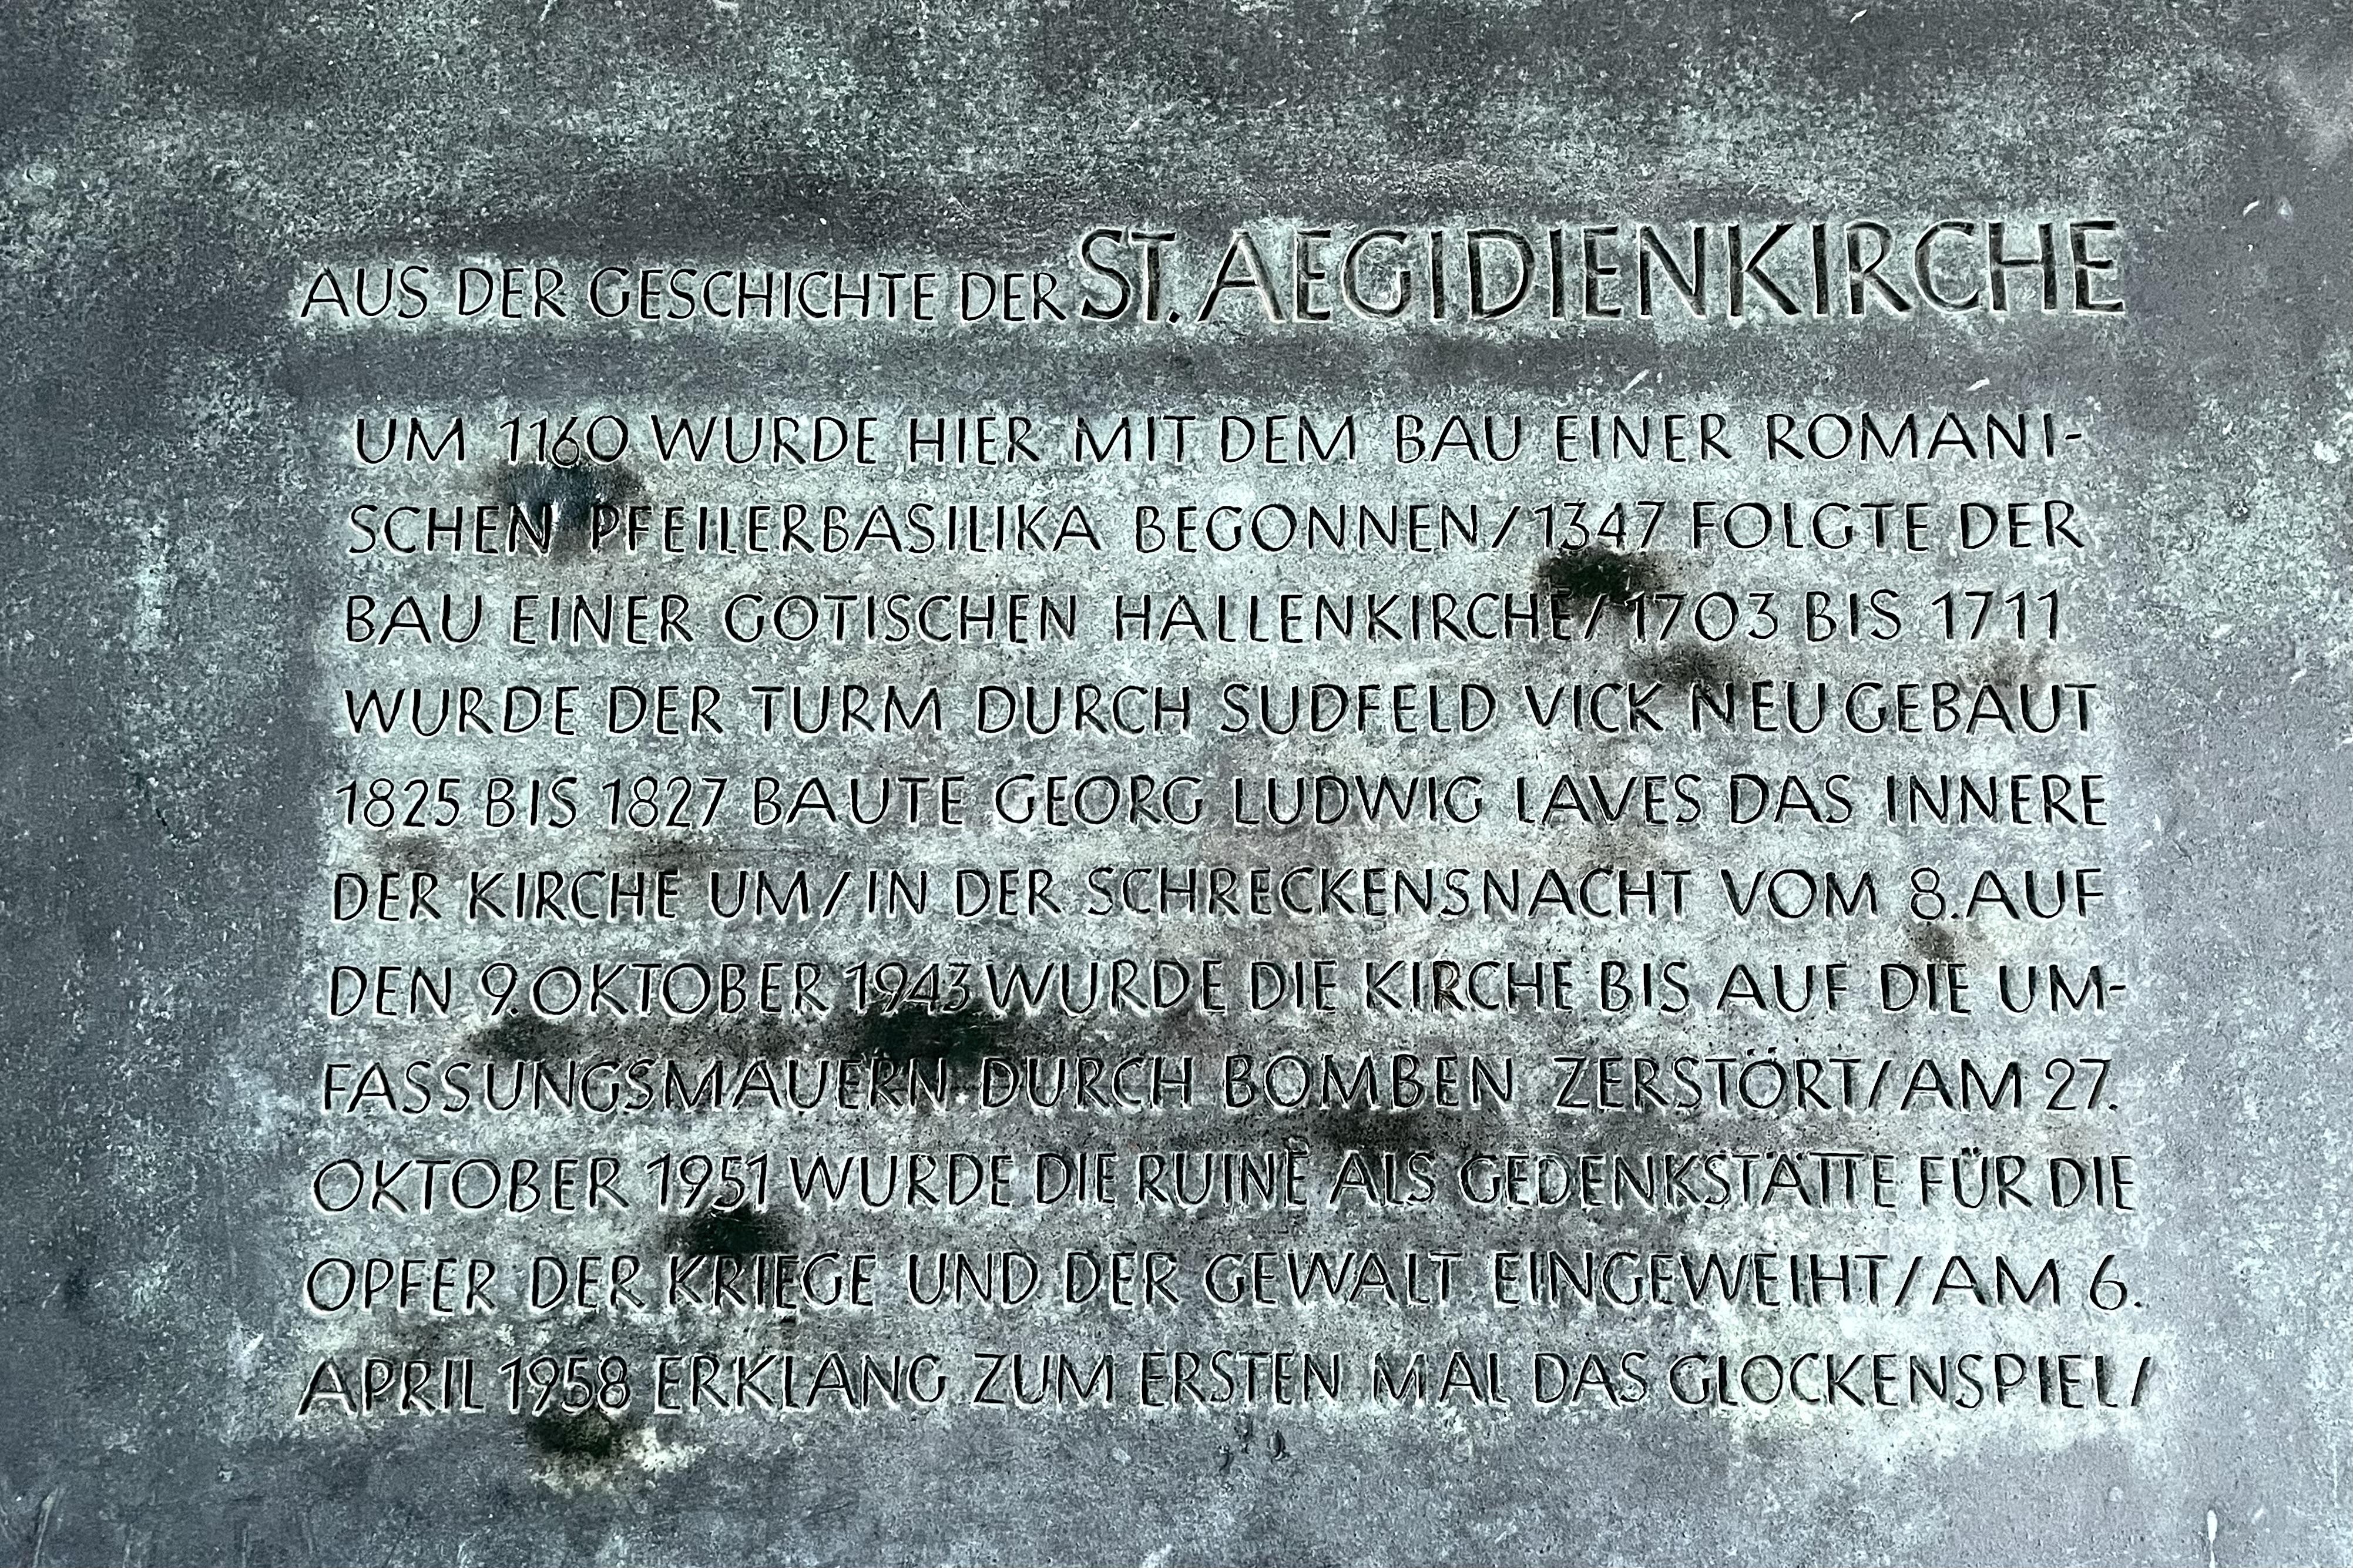 AUS DER GESCHICHTE DER ST. AEGIDIENKIRCHE
UM 1160 WURDE HIER MIT DEM BAU EINER ROMANI-
SCHEN PFEILERBASILIKA BEGONNEN/1347 FOLGTE DER
BAU EINER GOTISCHEN HALLENKIRCHE/1703 BIS 1711
WURDE DER TURM DURCH SUDFELD VICK NEU GEBAUT
1825 BIS 1827 BAUTE GEORG LUDWIG LAVES DAS INNERE
DER KIRCHE UM/IN DER SCHRECKENSNACHT VOM 8. AUF
DEN 9. OKTOBER 1943 WURDE DIE KIRCHE BIS AUF DIE UM-
FASSUNGSMAUERN DURCH BOMBEN ZERSTÖRT/AM 27.
OKTOBER 1951 WURDE DIE RUINE ALS GEDENKSTÄTTE FÜR DIE
OPFER DER KRIEGE UND DER GEWALT EINGEWEIHT/AM 6.
APRIL 1958 ERKLANG ZUM ERSTEN MAL DAS GLOCKENSPIEL/